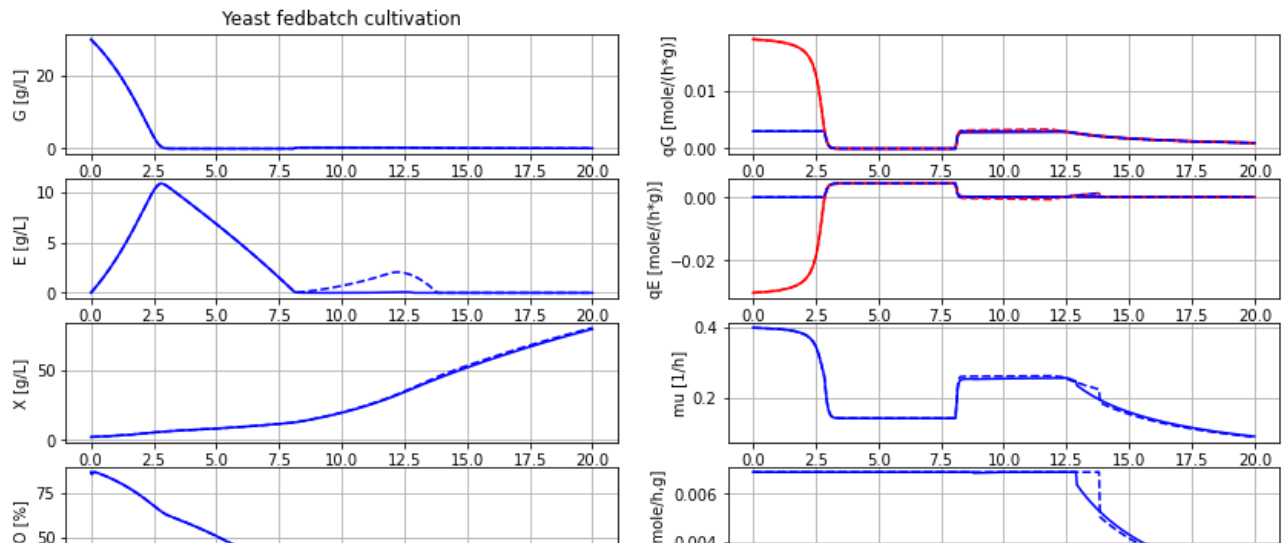 Yeast fedbatch cultivation
G [g/L]
20
0
0.0 2.5 5.0 7.5 10.0 12.5 15.0 17.5 20.0
qG [mole/(h*g)]
0.01
0.00
0.0 2.5 5.0 7.5 10.0 12.5 15.0 17.5 20.0
E [g/L]
10
5
0
0.0 2.5 5.0 7.5 10.0 12.5 15.0 17.5 20.0
qE [mole/(h*g)]
0.00
−0.02
0.0 2.5 5.0 7.5 10.0 12.5 15.0 17.5 20.0
X [g/L]
50
0
0.0 2.5 5.0 7.5 10.0 12.5 15.0 17.5 20.0
mu [1/h]
0.4
0.2
0.0 2.5 5.0 7.5 10.0 12.5 15.0 17.5 20.0
O [%]
75
50
mole/h,g]
0.006
0.004